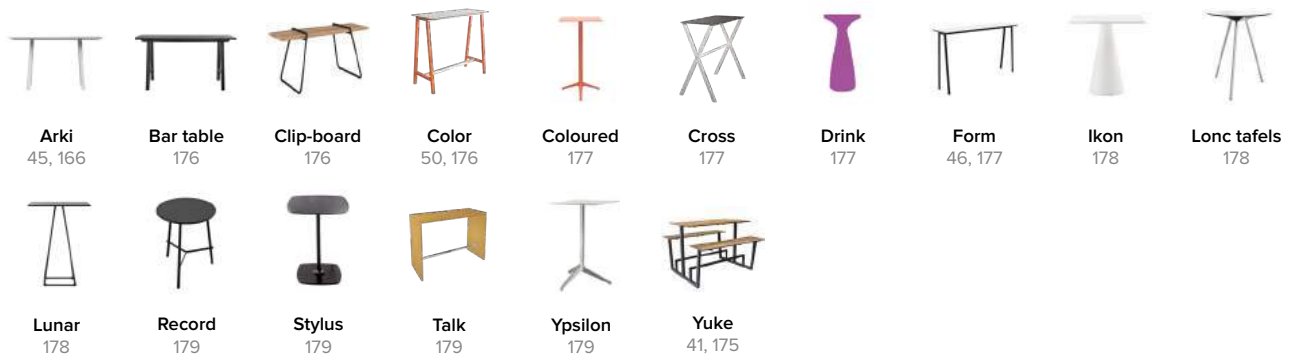 Arki
45, 166
Bar table
176
Clip-board
176
Color
50, 176
Coloured
177
Cross
177
Drink
177
Form
46, 177
Ikon
178
Lonc tafels
178
Lunar
178
Record
179
Stylus
179
Talk
179
Ypsilon
179
Yuke
41, 175